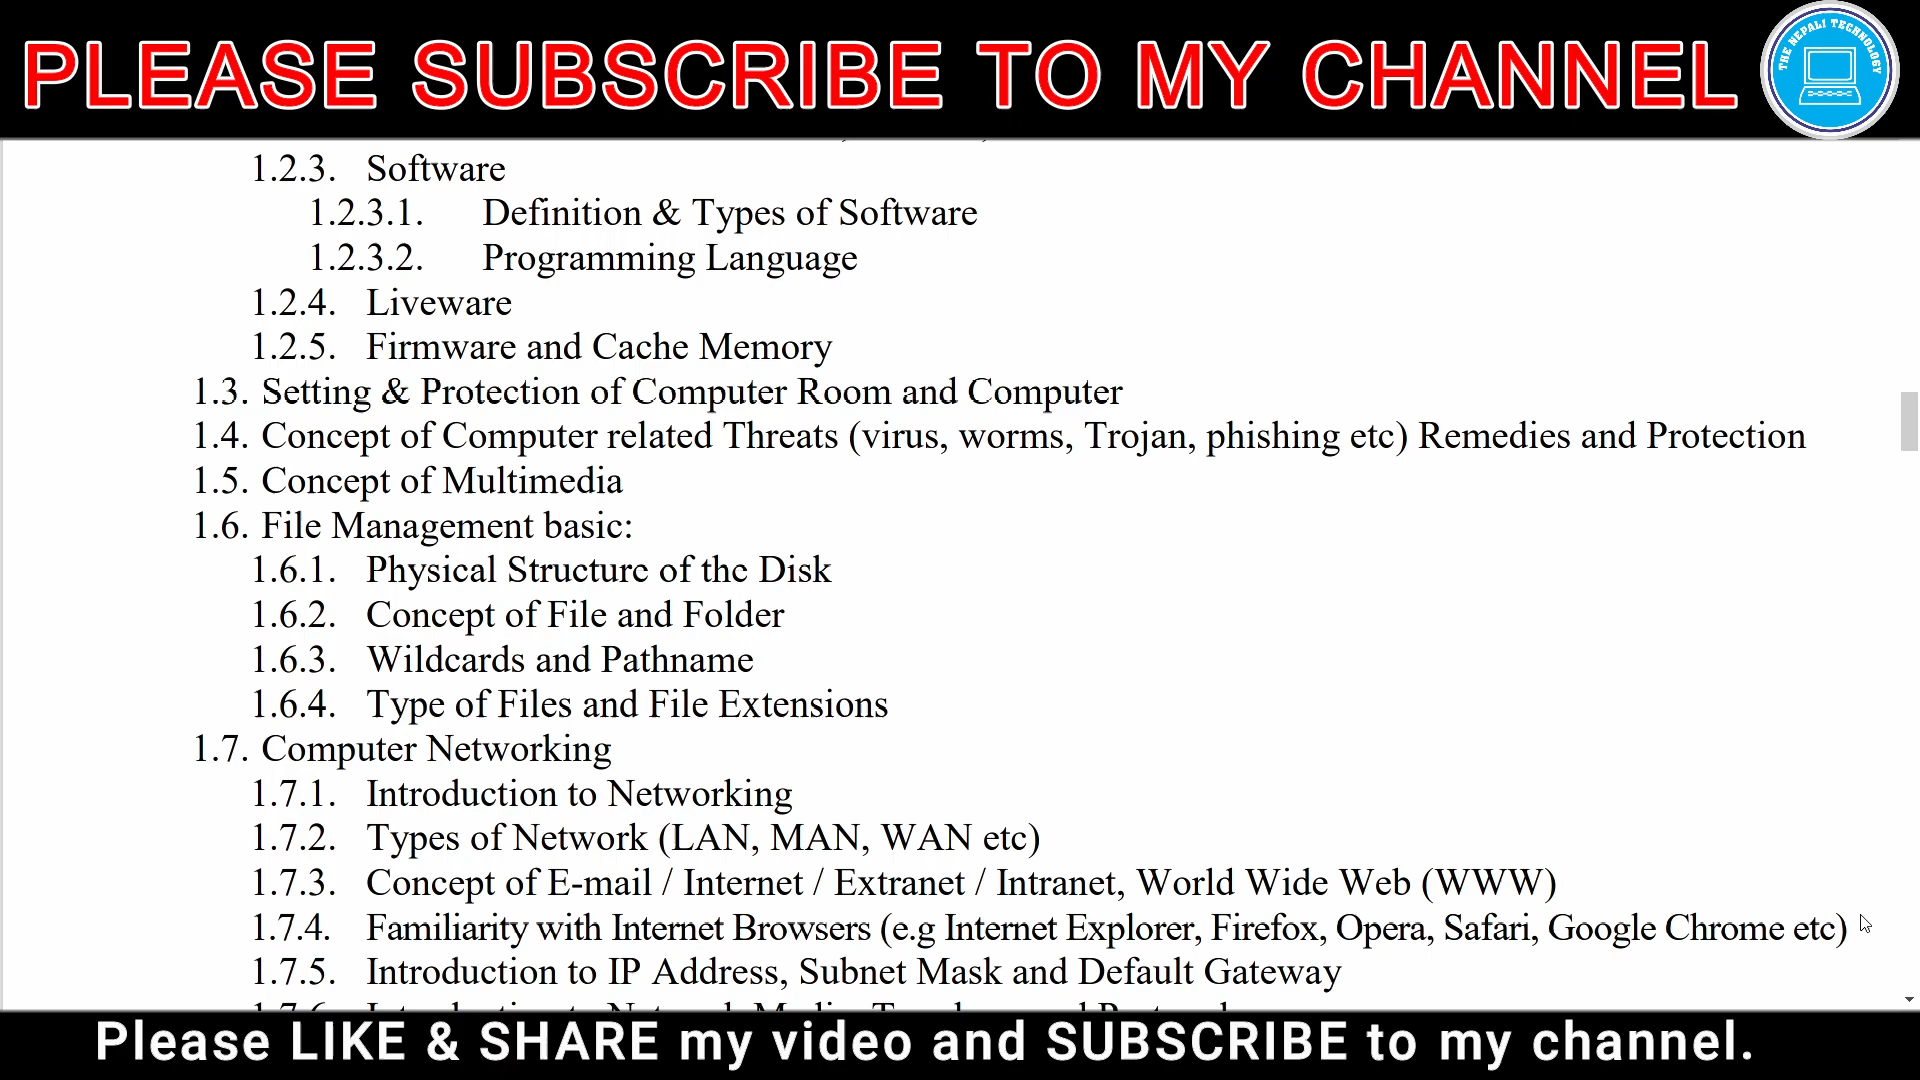 PLEASE SUBSCRIBE TO MY CHANNEL
THE NEPALI TECHNOLOGY
1.2.3. Software
1.2.3.1. Definition & Types of Software
1.2.3.2. Programming Language
1.2.4. Liveware
1.2.5. Firmware and Cache Memory
1.3. Setting & Protection of Computer Room and Computer
1.4. Concept of Computer related Threats (virus, worms, Trojan, phishing etc) Remedies and Protection
1.5. Concept of Multimedia
1.6. File Management basic:
1.6.1. Physical Structure of the Disk
1.6.2. Concept of File and Folder
1.6.3. Wildcards and Pathname
1.6.4. Type of Files and File Extensions
1.7. Computer Networking
1.7.1. Introduction to Networking
1.7.2. Types of Network (LAN, MAN, WAN etc)
1.7.3. Concept of E-mail / Internet / Extranet / Intranet, World Wide Web (WWW)
1.7.4. Familiarity with Internet Browsers (e.g Internet Explorer, Firefox, Opera, Safari, Google Chrome etc)
1.7.5. Introduction to IP Address, Subnet Mask and Default Gateway
Please LIKE & SHARE my video and SUBSCRIBE to my channel.